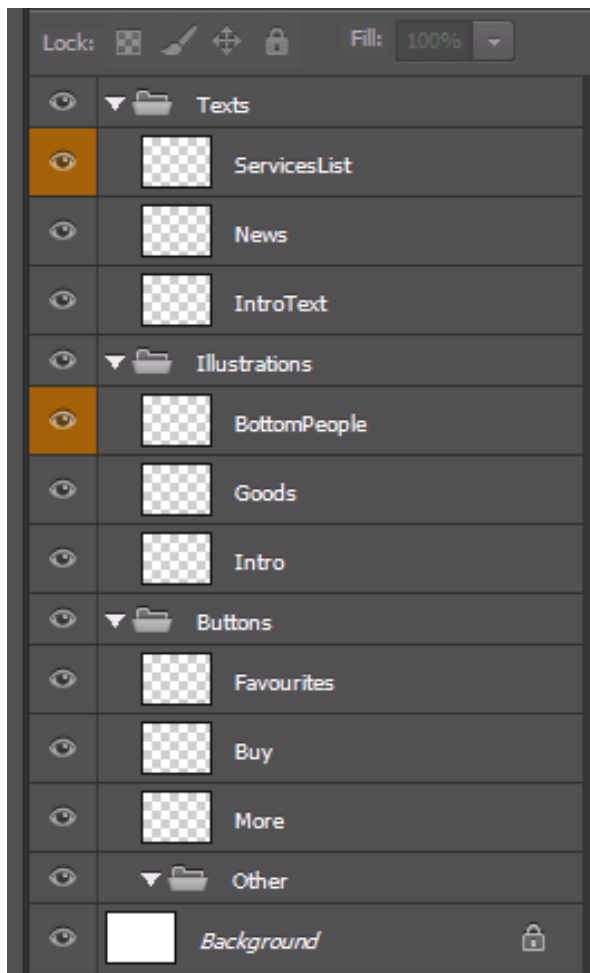 Lock: Fill: 100%
Texts
ServicesList
News
IntroText
Illustrations
BottomPeople
Goods
Intro
Buttons
Favourites
Buy
More
Other
Background